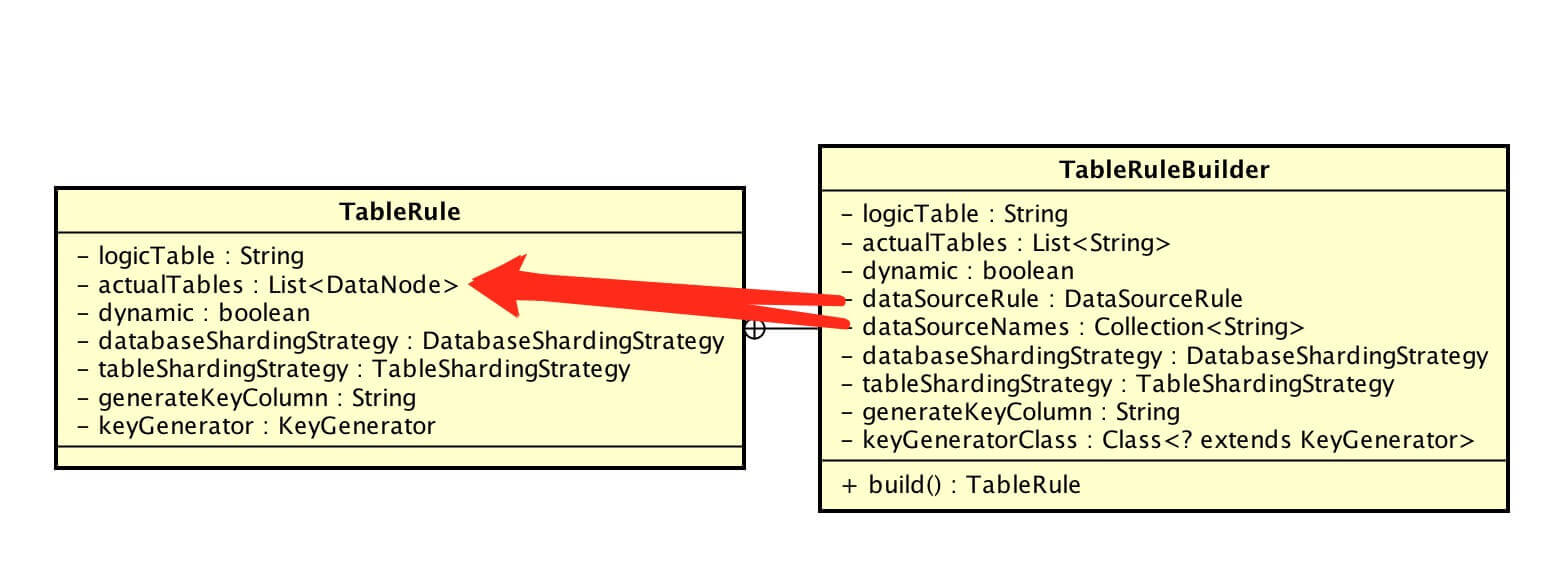 TableRule
- logicTable : String
- actualTables : List<DataNode>
- dynamic : boolean
- databaseShardingStrategy : DatabaseShardingStrategy
- tableShardingStrategy : TableShardingStrategy
- generateKeyColumn : String
- keyGenerator : KeyGenerator
TableRuleBuilder
- logicTable : String
- actualTables : List<String>
- dynamic : boolean
- dataSourceRule : DataSourceRule
- dataSourceNames : Collection<String>
- databaseShardingStrategy : DatabaseShardingStrategy
- tableShardingStrategy : TableShardingStrategy
- generateKeyColumn : String
- keyGeneratorClass : Class<? extends KeyGenerator>
+ build() : TableRule